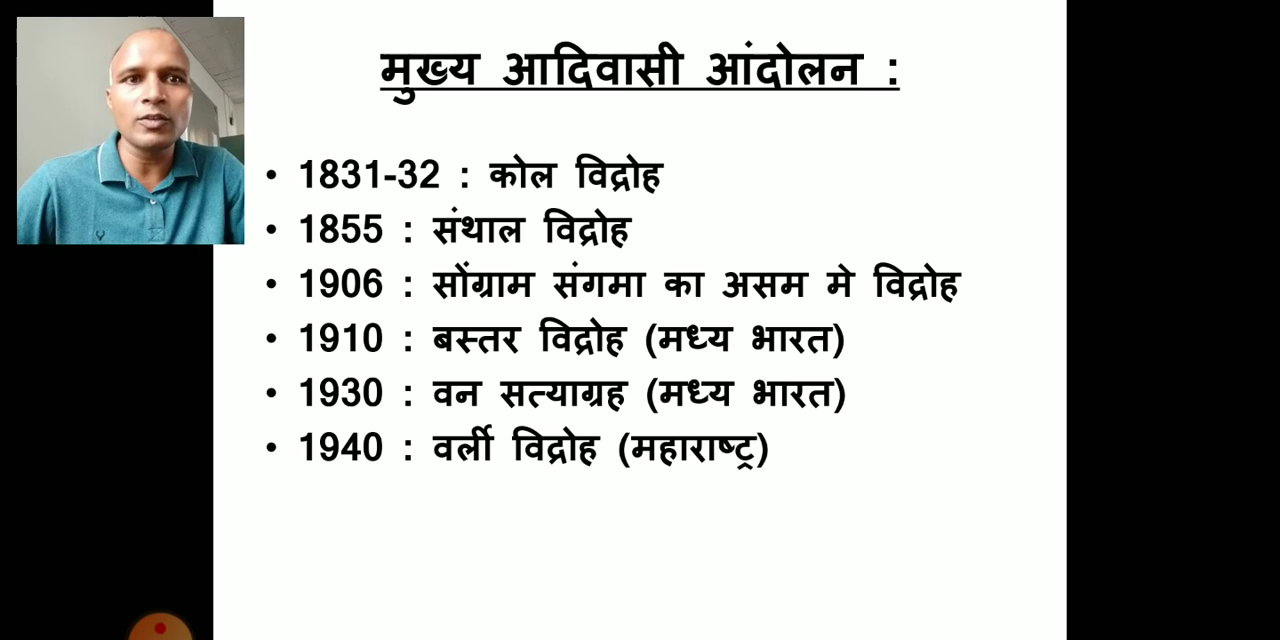 मुख्य आदिवासी आंदोलन :
• 1831-32 : कोल विद्रोह
• 1855 : संथाल विद्रोह
• 1906 : सोंग्राम संगमा का असम मे विद्रोह
• 1910 : बस्तर विद्रोह (मध्य भारत)
• 1930 : वन सत्याग्रह (मध्य भारत)
• 1940 : वर्ली विद्रोह (महाराष्ट्र)